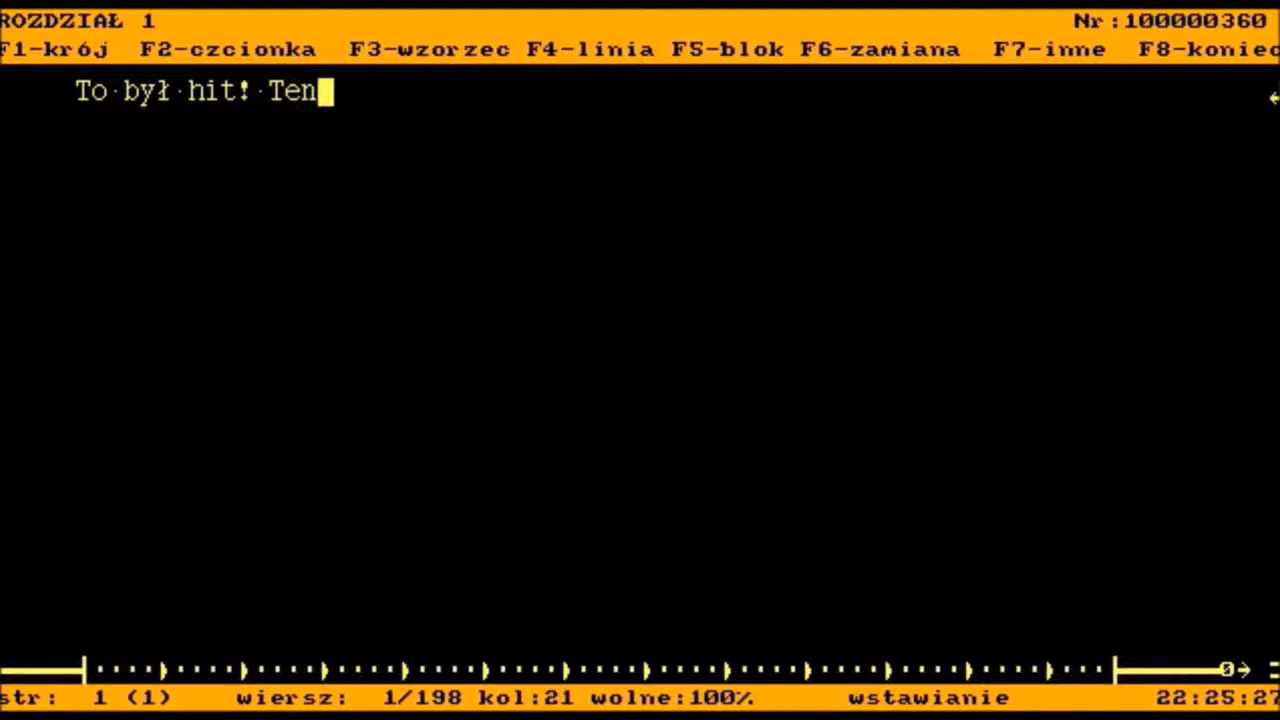 ROZDZIAŁ 1 Nr:100000360
F1-krój F2-czcionka F3-wzorzec F4-linia F5-blok F6-zamiana F7-inne F8-koniec
To·był·hit!·Ten
0
str: 1 (1) wiersz: 1/198 kol:21 wolne:100% wstawianie 22:25:27